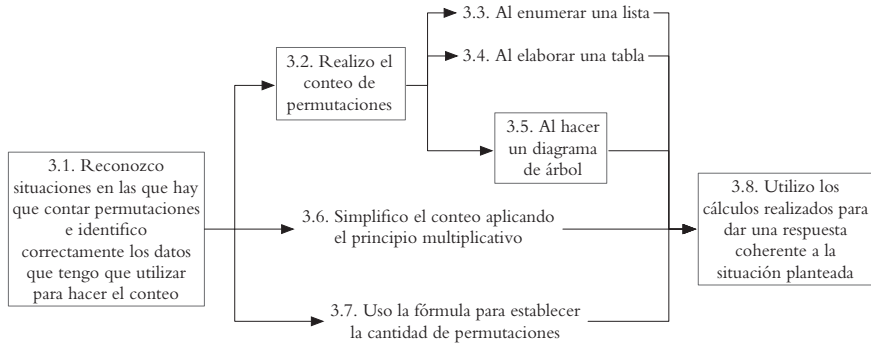 3.1. Reconozco
situaciones en las que hay
que contar permutaciones
e identifico
correctamente los datos
que tengo que utilizar
para hacer el conteo
3.2. Realizo el
conteo de
permutaciones
3.3. Al enumerar una lista
3.4. Al elaborar una tabla
3.5. Al hacer
un diagrama
de árbol
3.6. Simplifico el conteo aplicando
el principio multiplicativo
3.7. Uso la fórmula para establecer
la cantidad de permutaciones
3.8. Utilizo los
cálculos realizados para
dar una respuesta
coherente a la
situación planteada